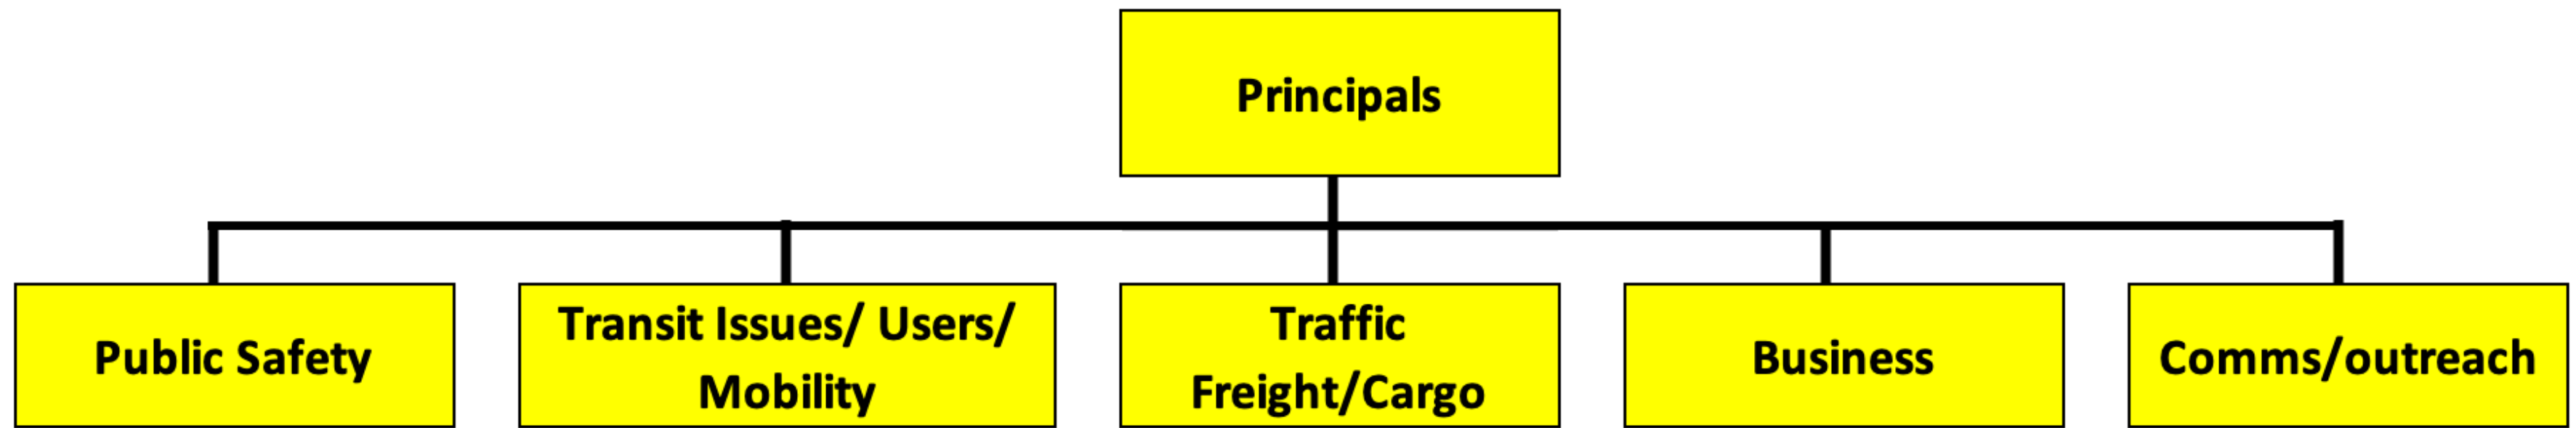 Principals
Public Safety
Transit Issues/ Users/
Mobility
Traffic
Freight/Cargo
Business
Comms/outreach